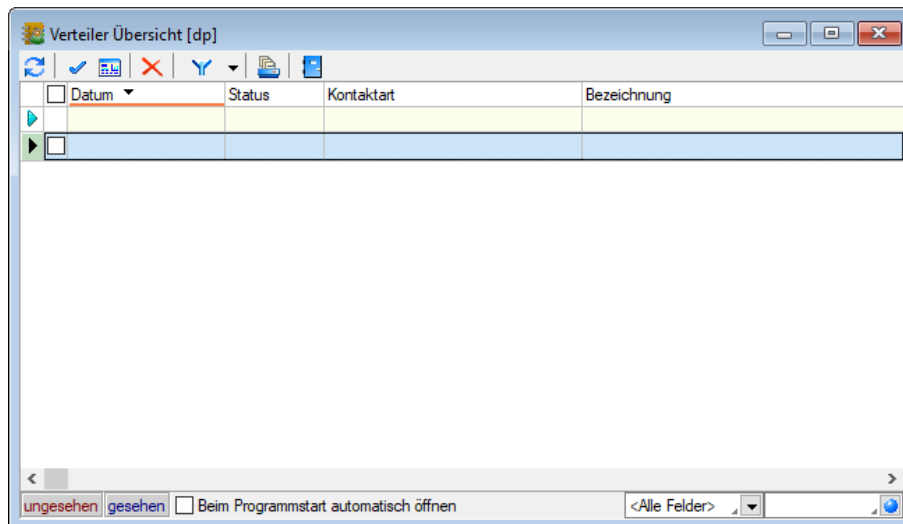 Verteiler Übersicht [dp]
Datum Status Kontaktart Bezeichnung
ungesehen gesehen Beim Programmstart automatisch öffnen <Alle Felder>